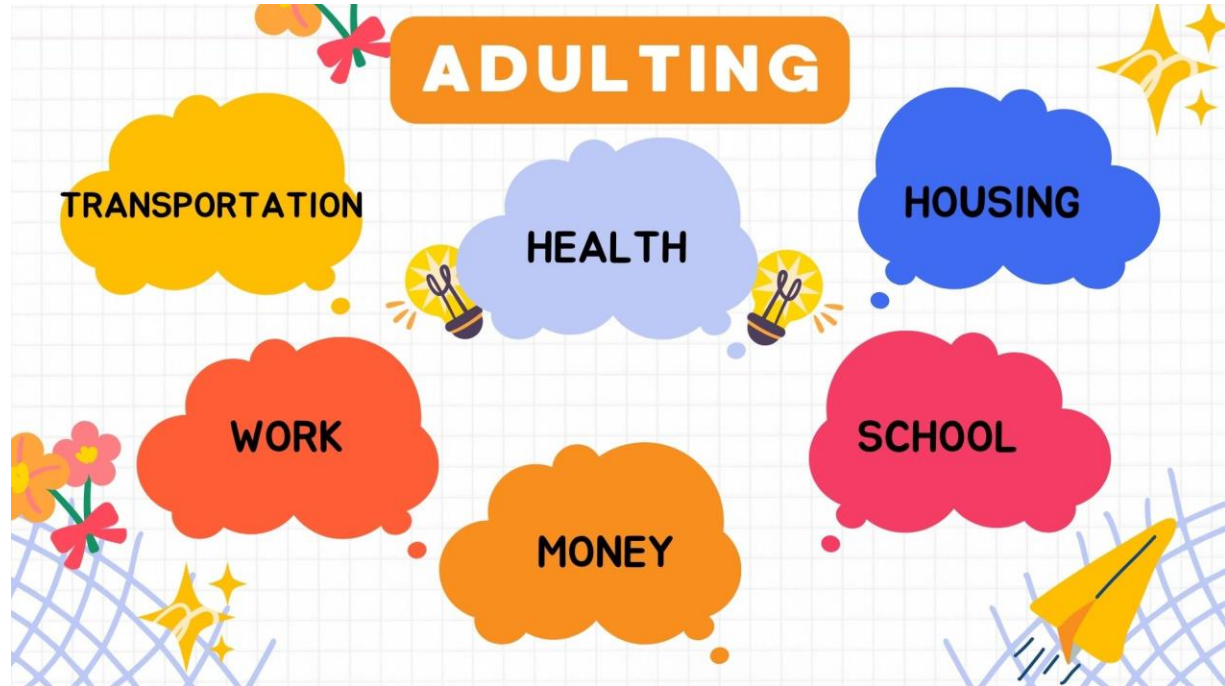 ADULTING
TRANSPORTATION
HEALTH
HOUSING
WORK
MONEY
SCHOOL